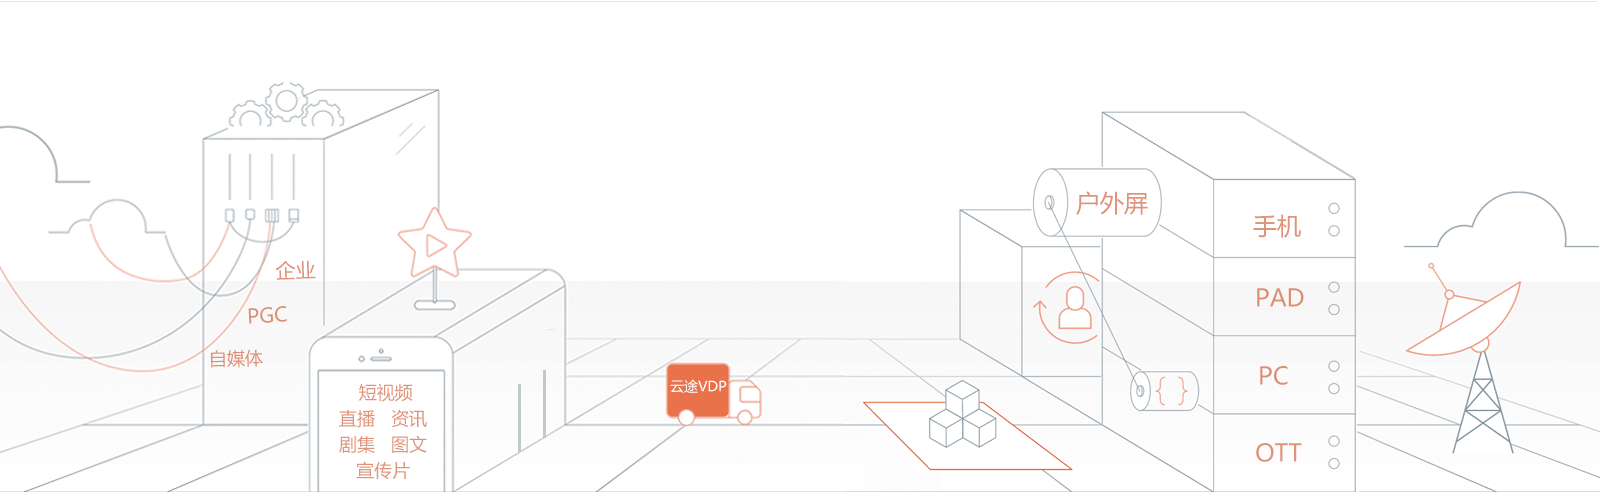 企业
PGC
自媒体
短视频
直播 资讯
剧集 图文
宣传片
云途VDP
户外屏
{ }
手机
PAD
PC
OTT